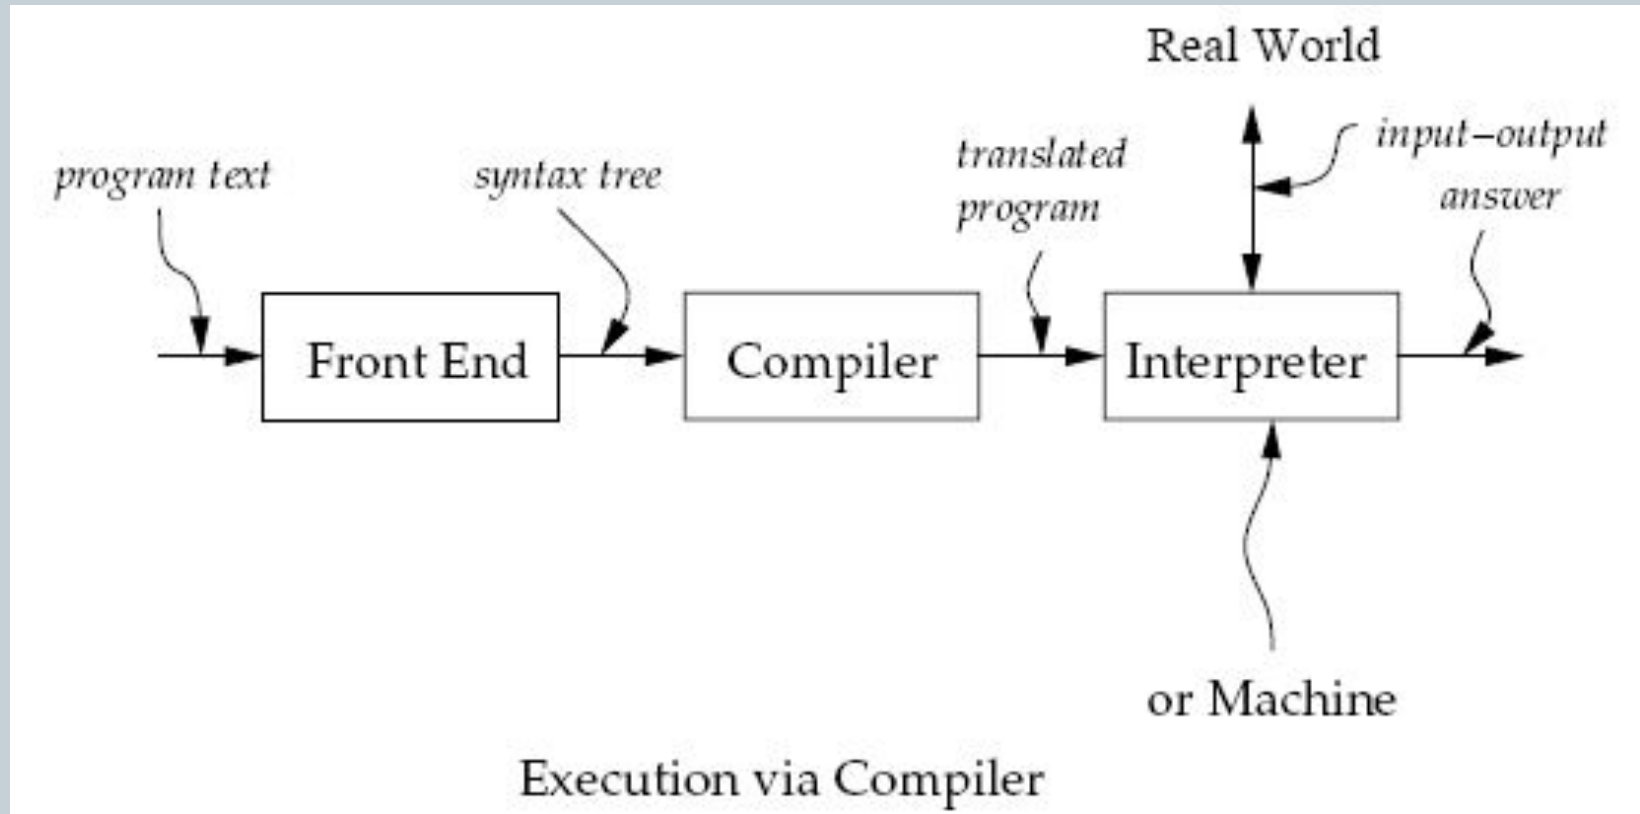 Real World
input–output
translated
program text
syntax tree
program
answer
Front End
Compiler
Interpreter
or Machine
Execution via Compiler